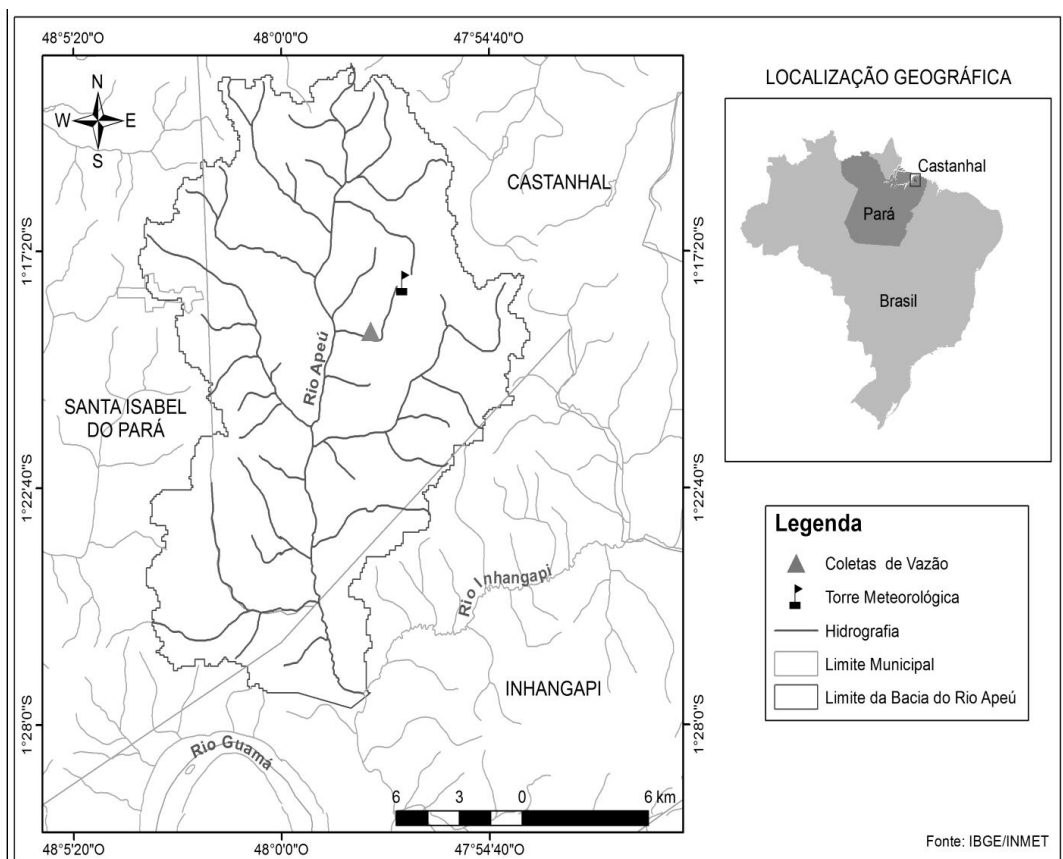 48°5'20"O 48°0'0"O 47°54'40"O
N
W E
S
1°17'20"S
1°22'40"S
1°28'0"S
CASTANHAL
Rio Apeú
SANTA ISABEL
DO PARÁ
Rio Inhangapi
INHANGAPI
Rio Guamá
6 3 0 6 km
1°17'20"S
1°22'40"S
1°28'0"S
48°5'20"O 48°0'0"O 47°54'40"O
LOCALIZAÇÃO GEOGRÁFICA
Castanhal
Pará
Brasil
Legenda
Coletas de Vazão
Torre Meteorológica
Hidrografia
Limite Municipal
Limite da Bacia do Rio Apeú
Fonte: IBGE/INMET